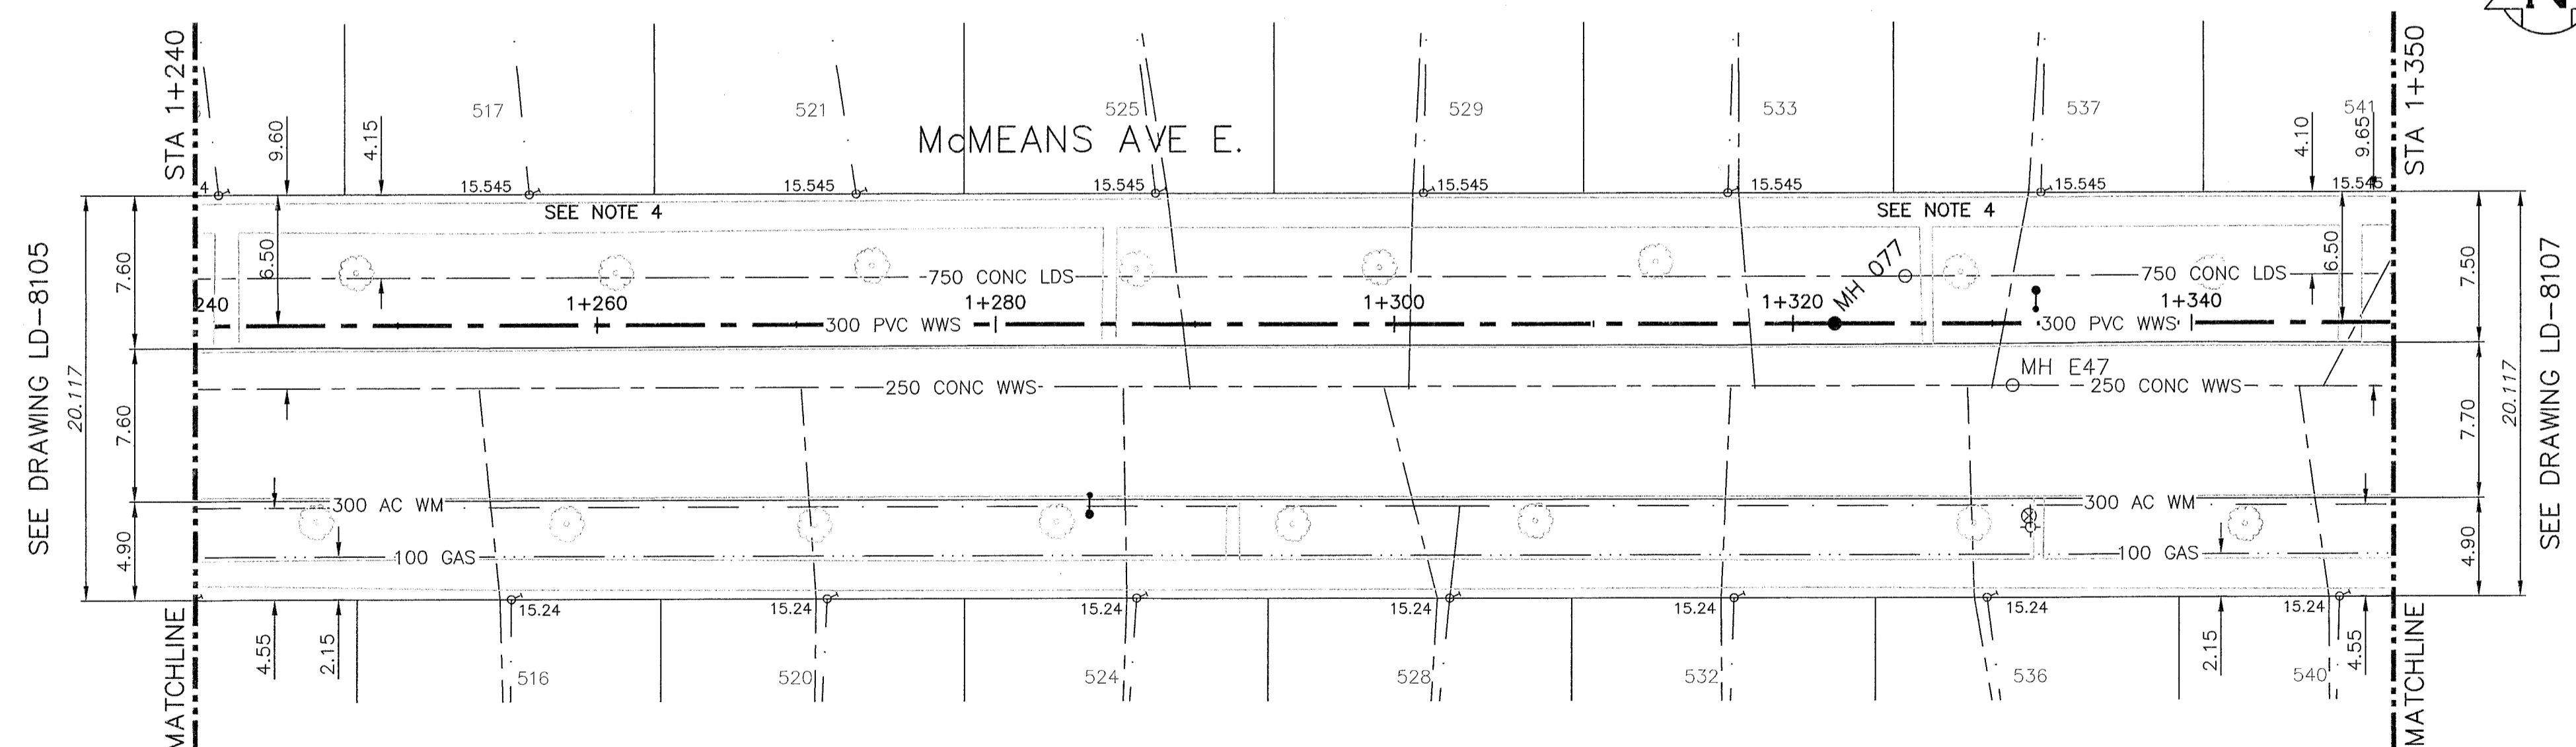 N
STA 1+240
STA 1+350
517
521
525
529
533
537
541
McMEANS AVE E.
9.60
4.15
4.10
9.65
4
15.545
15.545
15.545
15.545
15.545
15.545
15.545
SEE NOTE 4
SEE NOTE 4
SEE DRAWING LD-8105
20.117
7.60
6.50
750 CONC LDS
MH 077
750 CONC LDS
6.50
7.50
20.117
SEE DRAWING LD-8107
240
1+260
1+280
1+300
1+320
1+340
300 PVC WWS
300 PVC WWS
MH E47
7.60
250 CONC WWS
250 CONC WWS
7.70
300 AC WM
300 AC WM
4.90
100 GAS
100 GAS
4.90
15.24
15.24
15.24
15.24
15.24
15.24
15.24
MATCHLINE
4.55
2.15
516
520
524
528
532
536
540
2.15
4.55
MATCHLINE